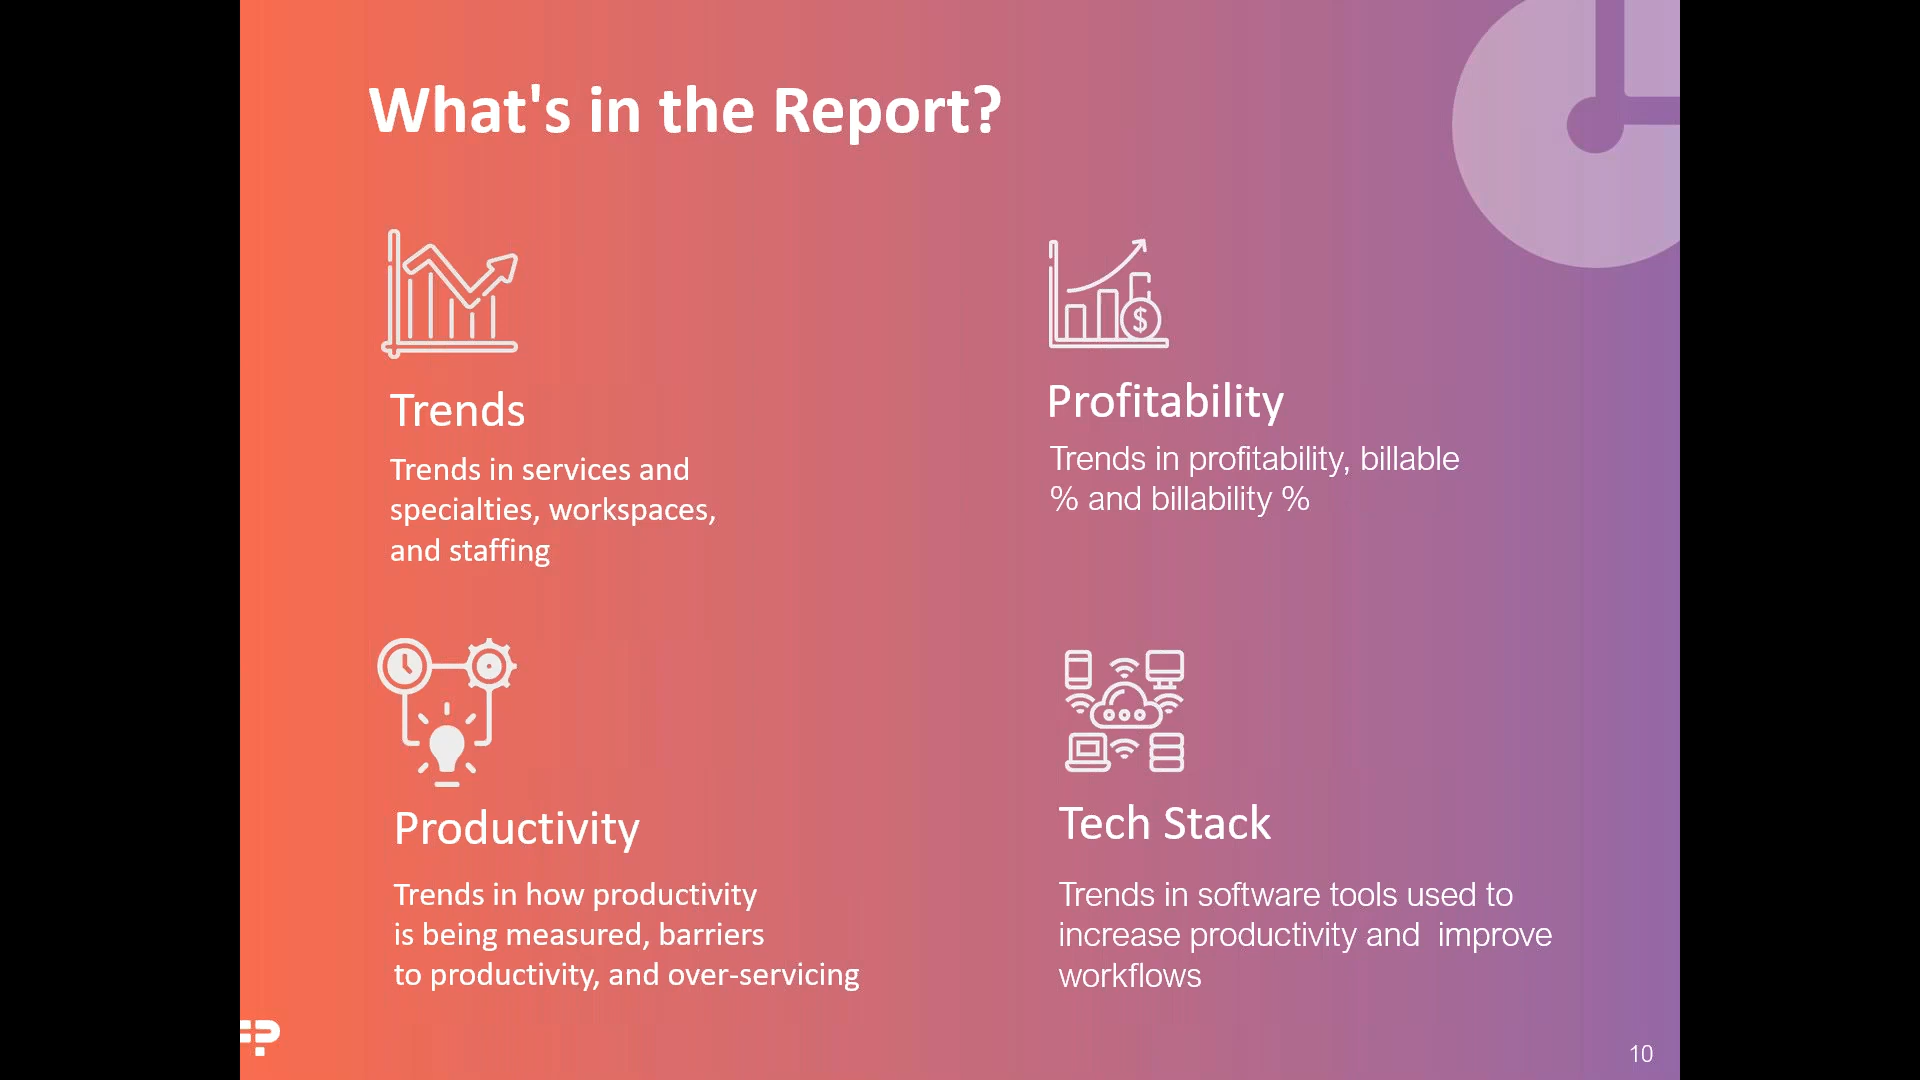 What's in the Report?
Trends
Trends in services and
specialties, workspaces,
and staffing
Profitability
Trends in profitability, billable
% and billability %
$
Productivity
Trends in how productivity
is being measured, barriers
to productivity, and over-servicing
Tech Stack
Trends in software tools used to
increase productivity and  improve
workflows
10